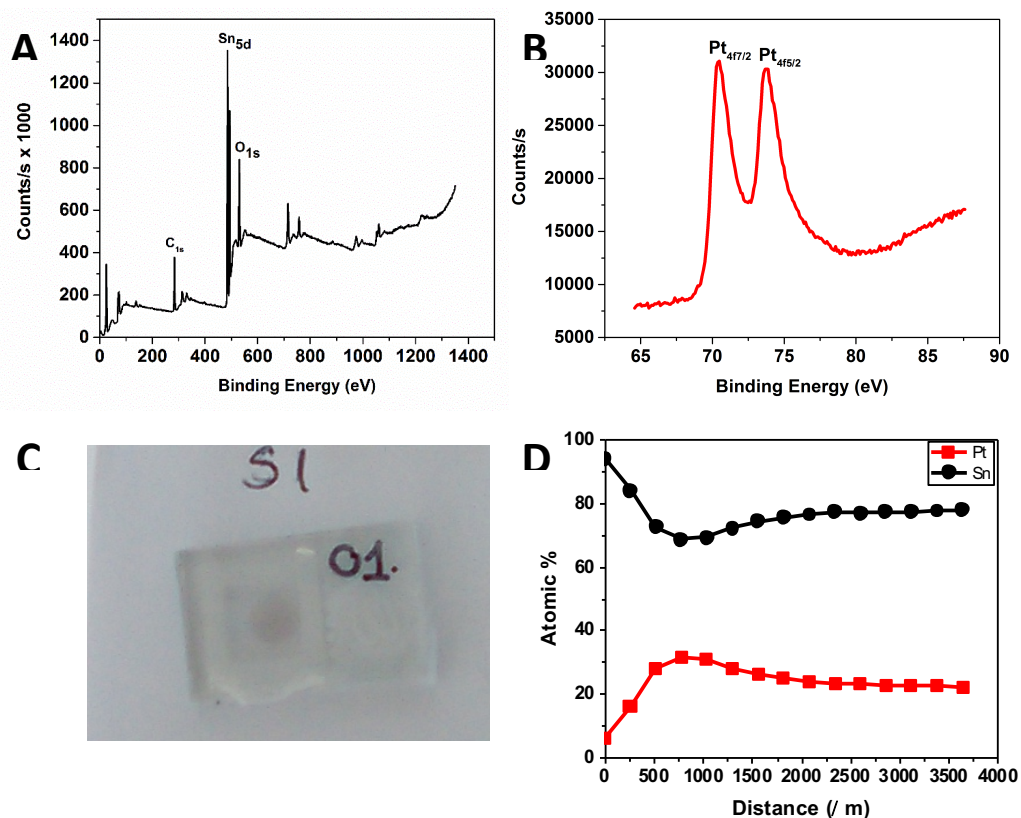 A
Sn5d
O1s
C1s
1400
1200
1000
800
600
400
200
0
0 200 400 600 800 1000 1200 1400
Counts/s x 1000
Binding Energy (eV)
B
Pt4f7/2
Pt4f5/2
35000
30000
25000
20000
15000
10000
5000
65 70 75 80 85 90
Counts/s
Binding Energy (eV)
C
S1
O1.
D
Pt
Sn
100
80
60
40
20
0
0 500 1000 1500 2000 2500 3000 3500 4000
Atomic %
Distance (/ m)